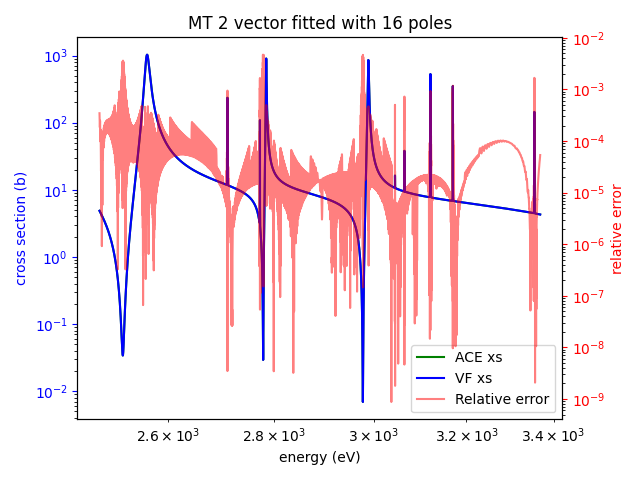 MT 2 vector fitted with 16 poles
cross section (b)
10³
10²
10¹
10⁰
10⁻¹
10⁻²
10⁻²
10⁻³
10⁻⁴
10⁻⁵
10⁻⁶
10⁻⁷
10⁻⁸
10⁻⁹
relative error
ACE xs
VF xs
Relative error
2.6 × 10³ 2.8 × 10³ 3 × 10³ 3.2 × 10³ 3.4 × 10³
energy (eV)